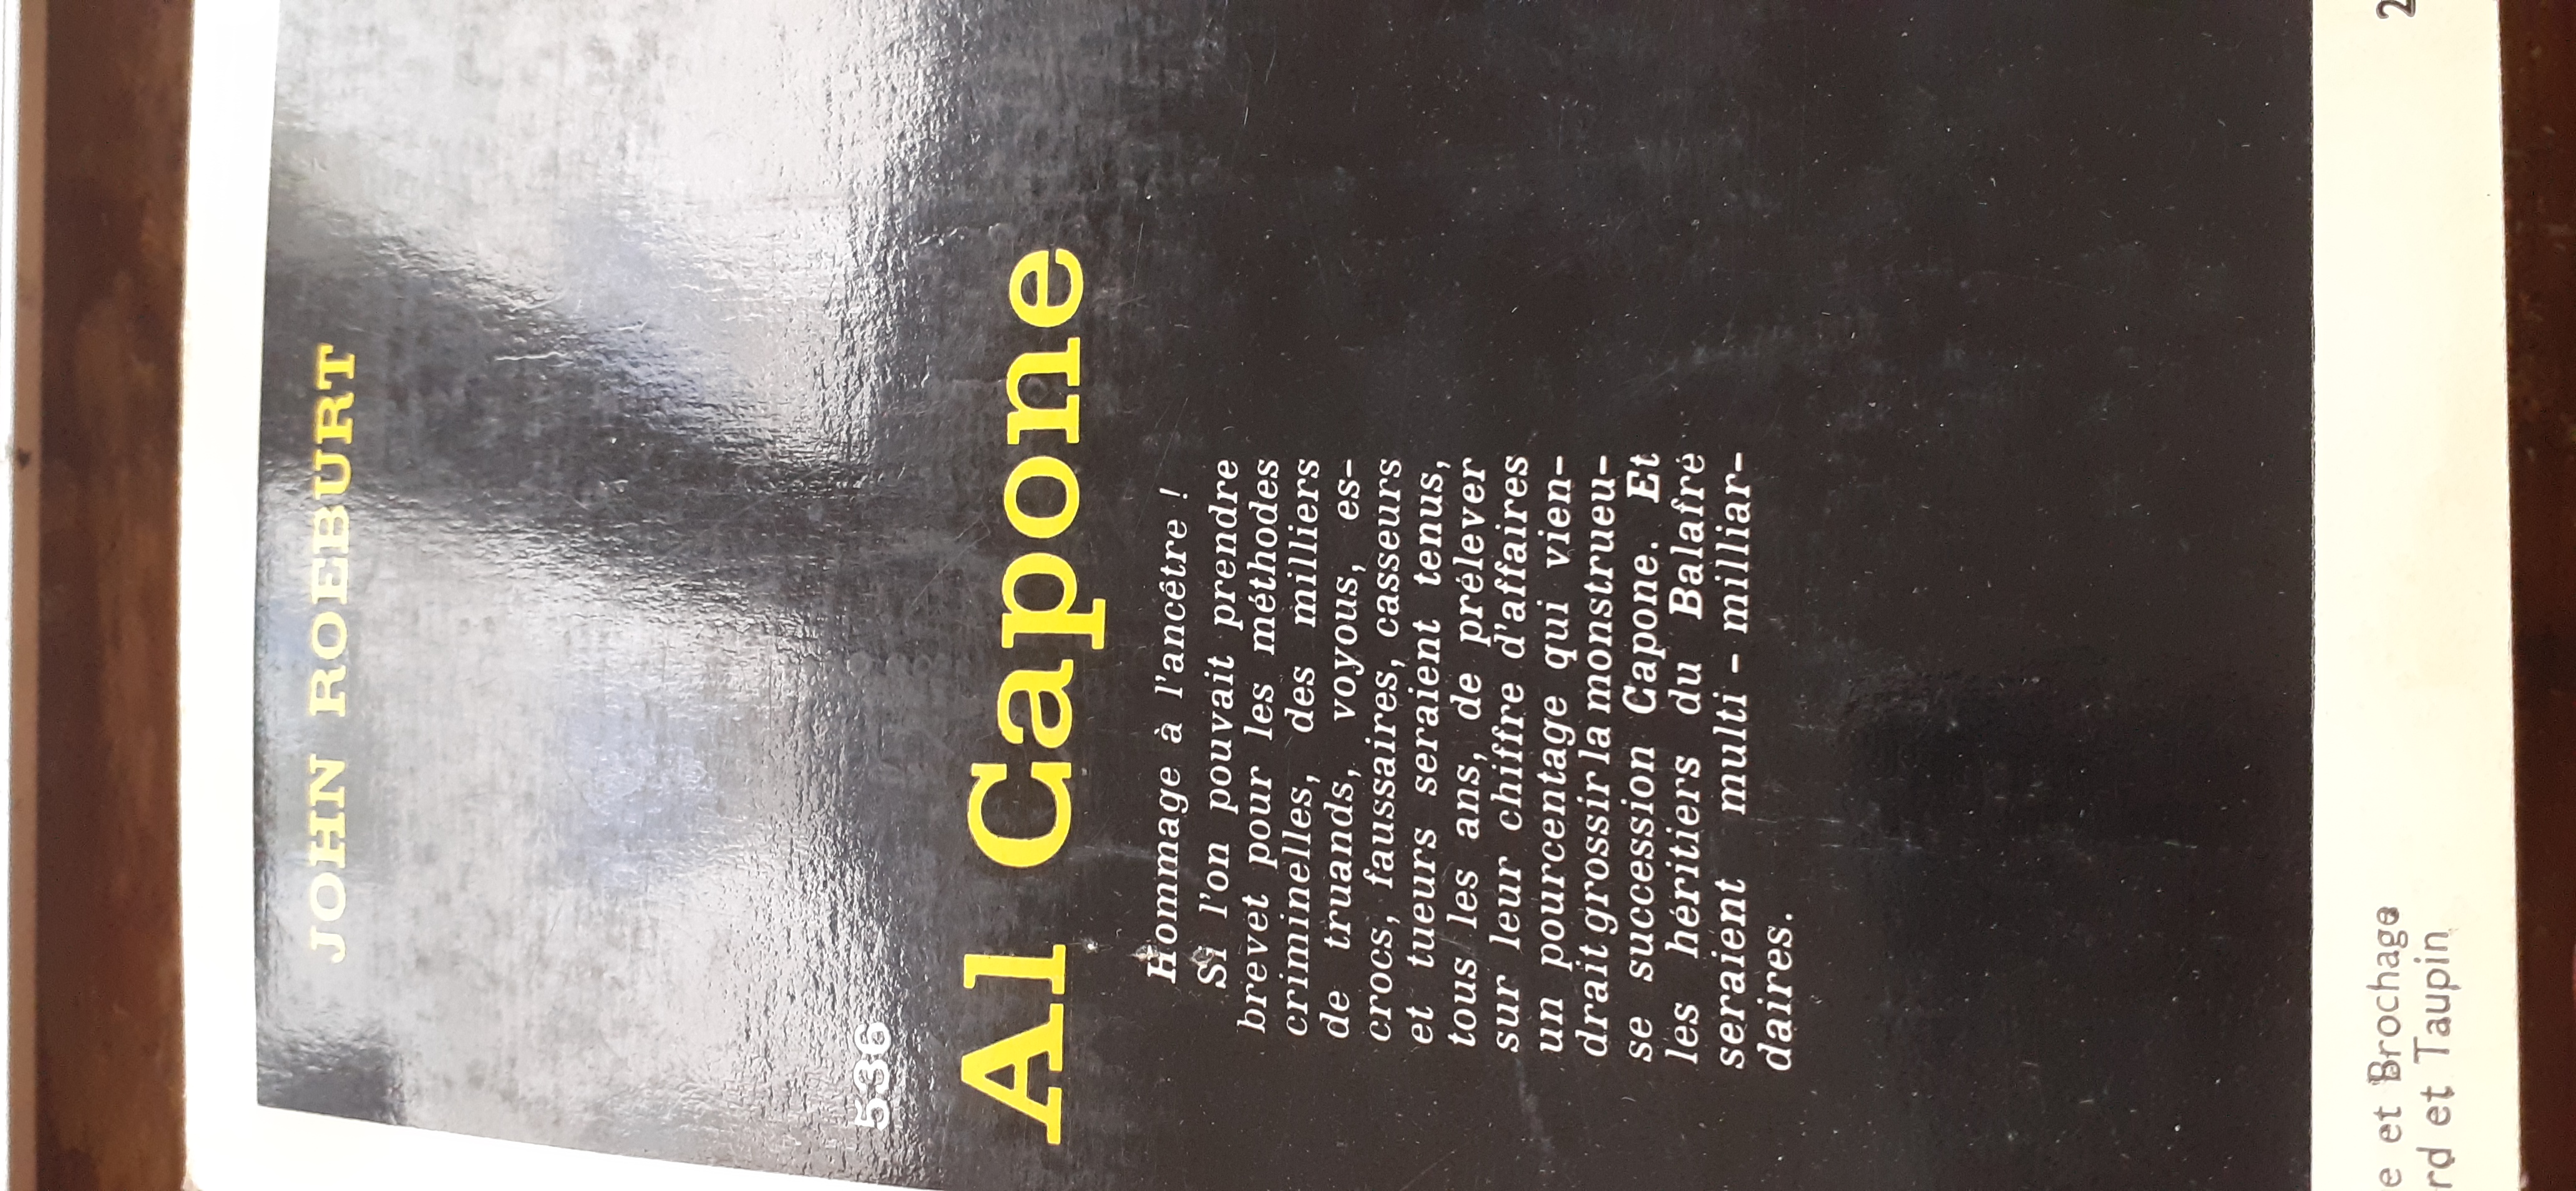 JOHN ROEBURT
536
Al Capone
Hommage à l'ancêtre !
Si l'on pouvait prendre
brevet pour les méthodes
criminelles, des milliers
de truands, voyous, es-
crocs, faussaires, casseurs
et tueurs seraient tenus,
tous les ans, de prélever
sur leur chiffre d'affaires
un pourcentage qui vien-
drait grossir la monstrueu-
se succession Capone. Et
les héritiers du Balafré
seraient multi - milliar-
daires.
e et Brochage
rd et Taupin
2